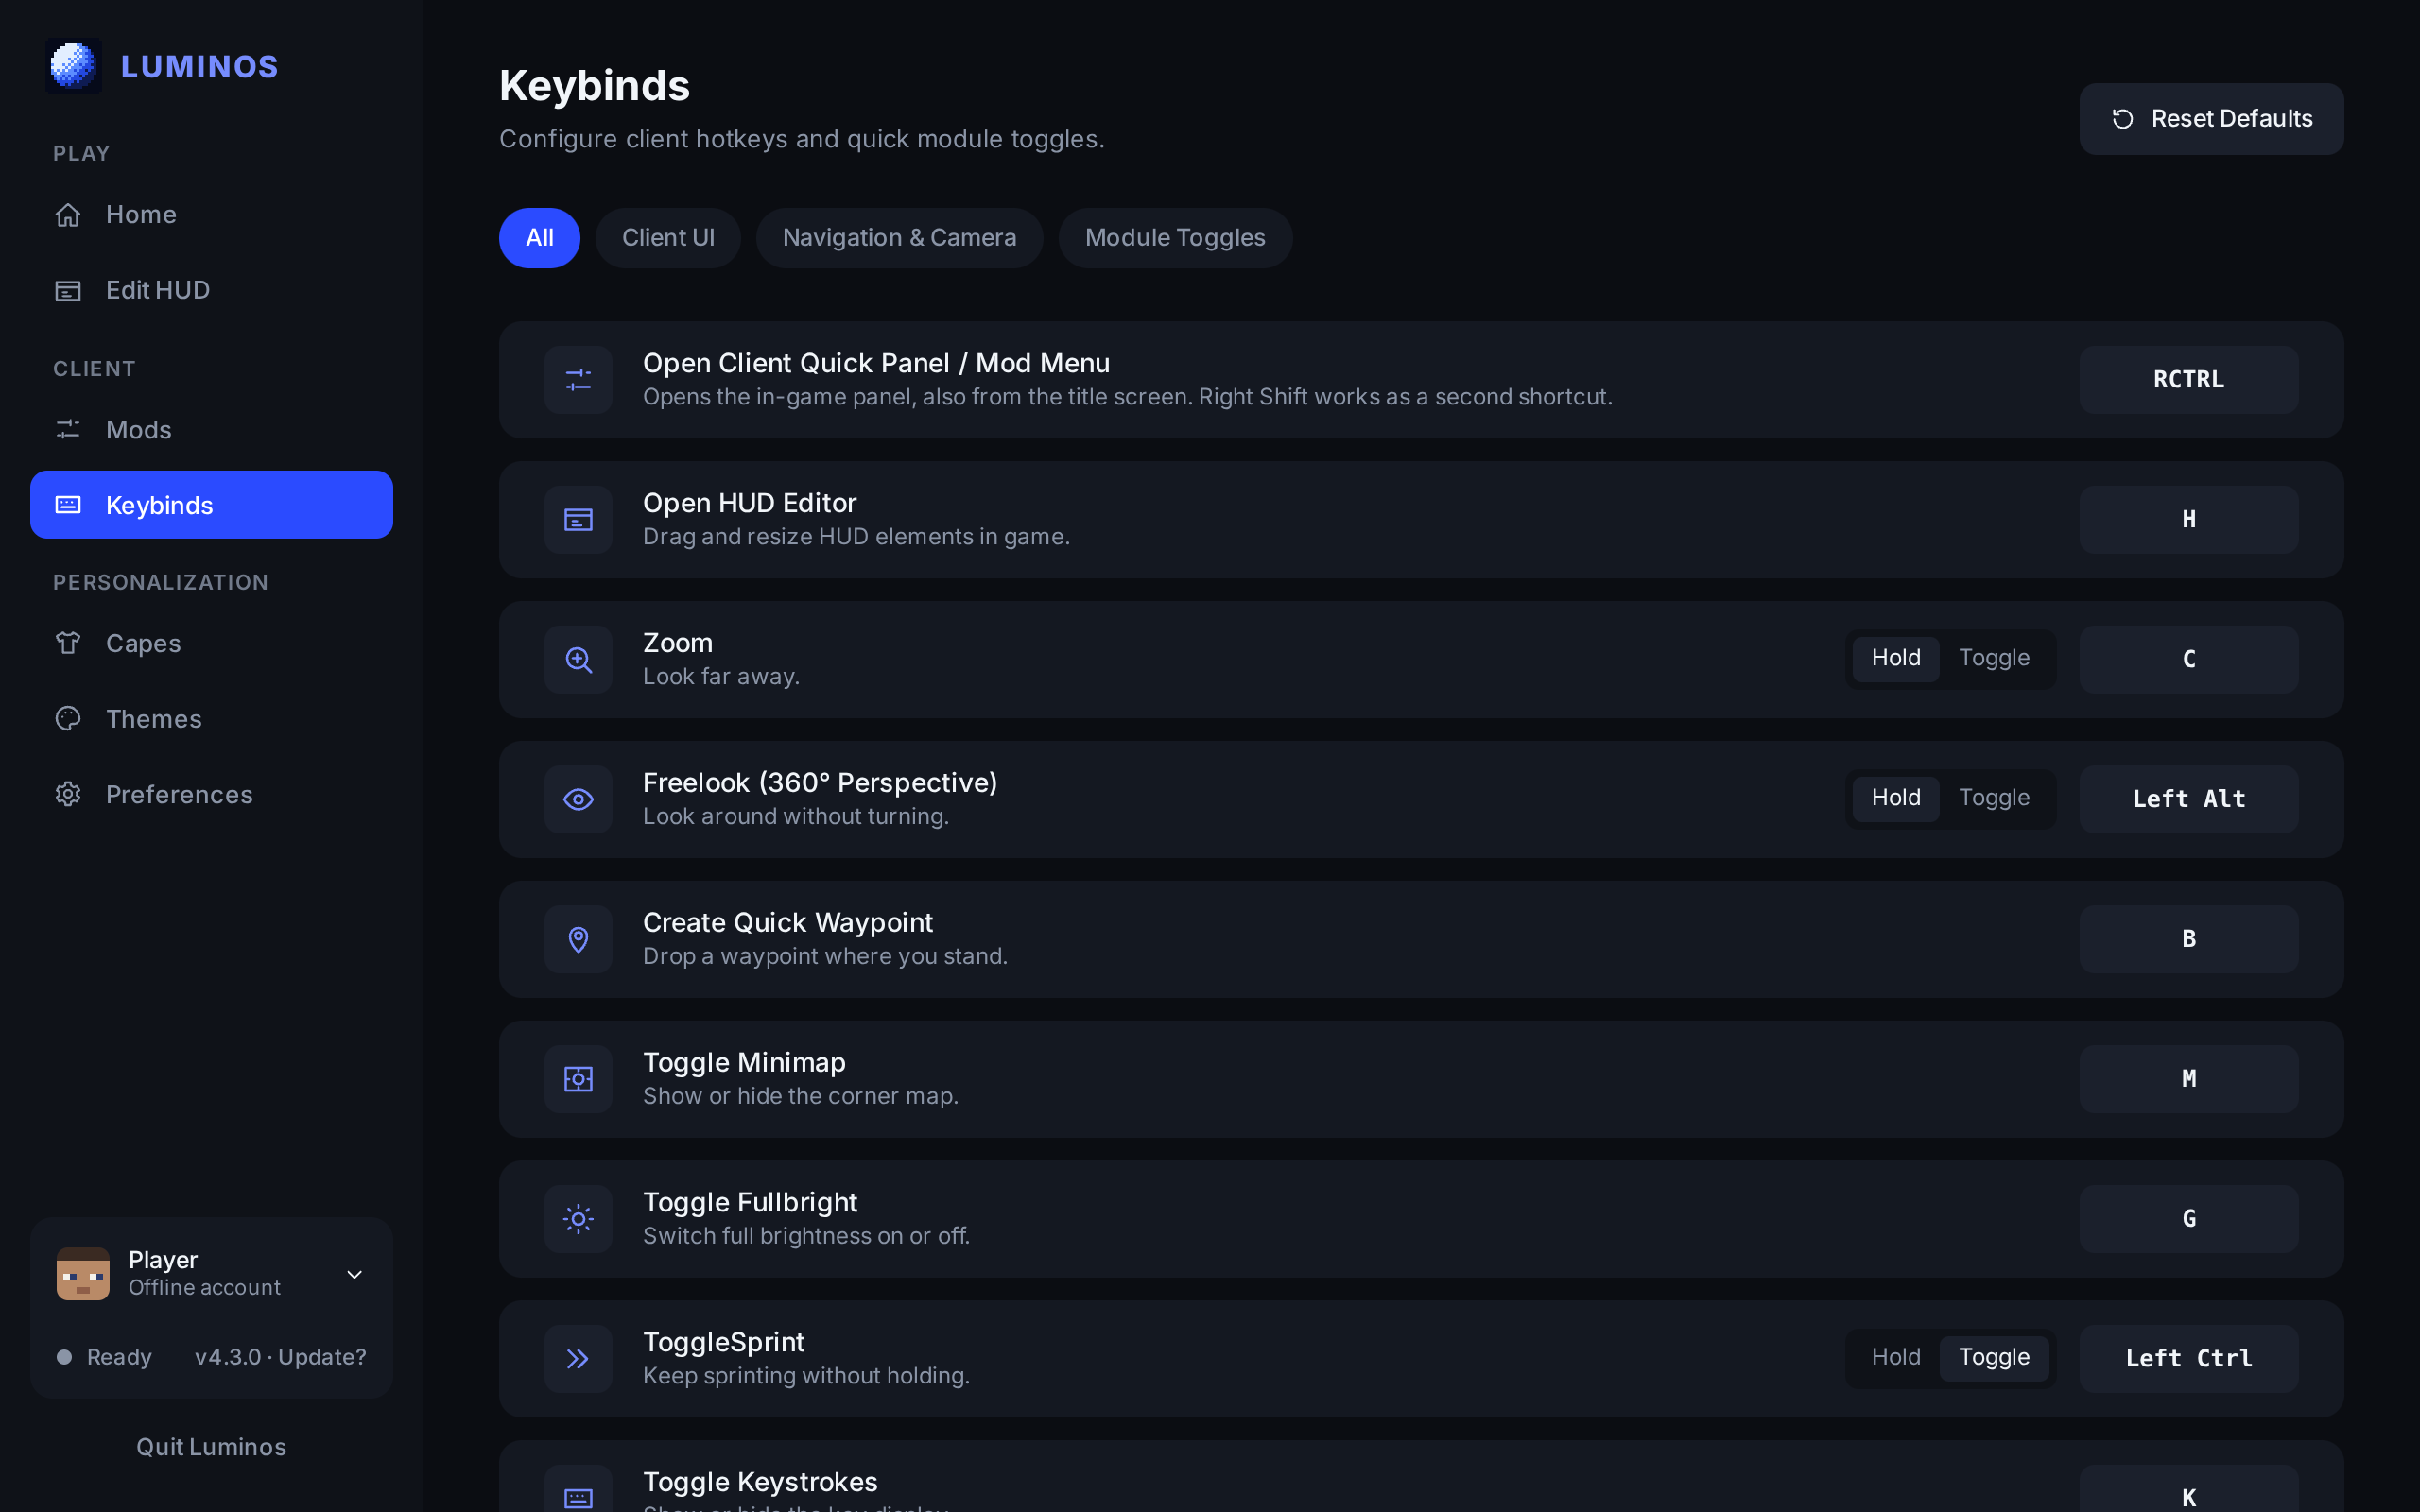 LUMINOS
PLAY
Home
Edit HUD
CLIENT
Mods
Keybinds
PERSONALIZATION
Capes
Themes
Preferences
Player
Offline account
Ready
v4.3.0 · Update?
Quit Luminos
Keybinds
Configure client hotkeys and quick module toggles.
Reset Defaults
All
Client UI
Navigation & Camera
Module Toggles
Open Client Quick Panel / Mod Menu
Opens the in-game panel, also from the title screen. Right Shift works as a second shortcut.
RCTRL
Open HUD Editor
Drag and resize HUD elements in game.
H
Zoom
Look far away.
Hold
Toggle
C
Freelook (360° Perspective)
Look around without turning.
Hold
Toggle
Left Alt
Create Quick Waypoint
Drop a waypoint where you stand.
B
Toggle Minimap
Show or hide the corner map.
M
Toggle Fullbright
Switch full brightness on or off.
G
ToggleSprint
Keep sprinting without holding.
Hold
Toggle
Left Ctrl
Toggle Keystrokes
Show or hide the key display.
K